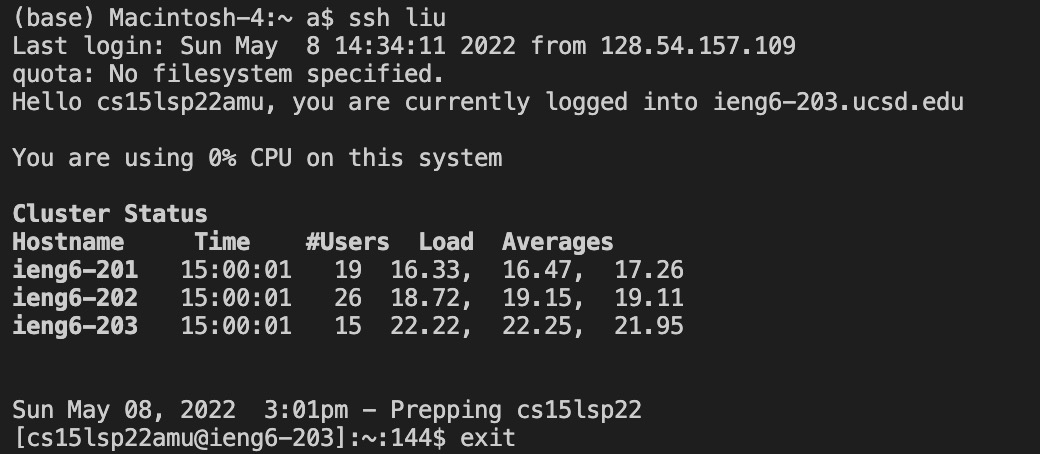 (base) Macintosh-4:~ a$ ssh liu
Last login: Sun May  8 14:34:11 2022 from 128.54.157.109
quota: No filesystem specified.
Hello cs15lsp22amu, you are currently logged into ieng6-203.ucsd.edu
You are using 0% CPU on this system
Cluster Status
Hostname     Time    #Users  Load  Averages
ieng6-201   15:00:01   19  16.33,  16.47,  17.26
ieng6-202   15:00:01   26  18.72,  19.15,  19.11
ieng6-203   15:00:01   15  22.22,  22.25,  21.95
Sun May 08, 2022  3:01pm - Prepping cs15lsp22
[cs15lsp22amu@ieng6-203]:~:144$ exit